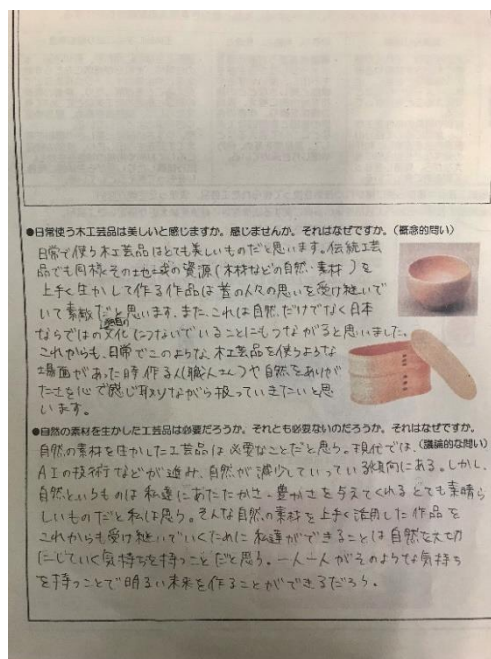 ●日常使う木工芸品は美しいと感じますか。感じませんか。それはなぜですか。(概念的問い)
日常で使う木工芸品はとても美しいものだと思います。伝統工芸
品でも同様その土地域の資源(木材などの自然、素材)を
上手く生かして作る作品は昔の人々の思いを受け継いで
いて素敵だと思います。また、これは自然だけでなく日本
ならではの文化につないでいることにもつながると思いました。
これからも、日常でこのような木工芸品を使うような
場面があった時作る人(職人さん)や自然をありが
たさを心で感じ取りながら扱っていきたいと思
います。
●自然の素材を生かした工芸品は必要だろうか。それとも必要ないのだろうか。それはなぜですか。
(議論的な問い)
自然の素材を生かした工芸品は必要なことだと思う。現代では、
AIの技術などが進み、自然が減少していっている傾向にある。しかし、
自然というものは私達にあたたかさ、豊かさを与えてくれるとても素晴ら
しいものだと私は思う。そんな自然の素材を上手く活用した作品を
これからも受け継いでいくために私達ができることは自然を大切
にしていく気持ちを持つことだと思う。一人一人がそのような気持ち
を持つことで明るい未来を作ることができるだろう。